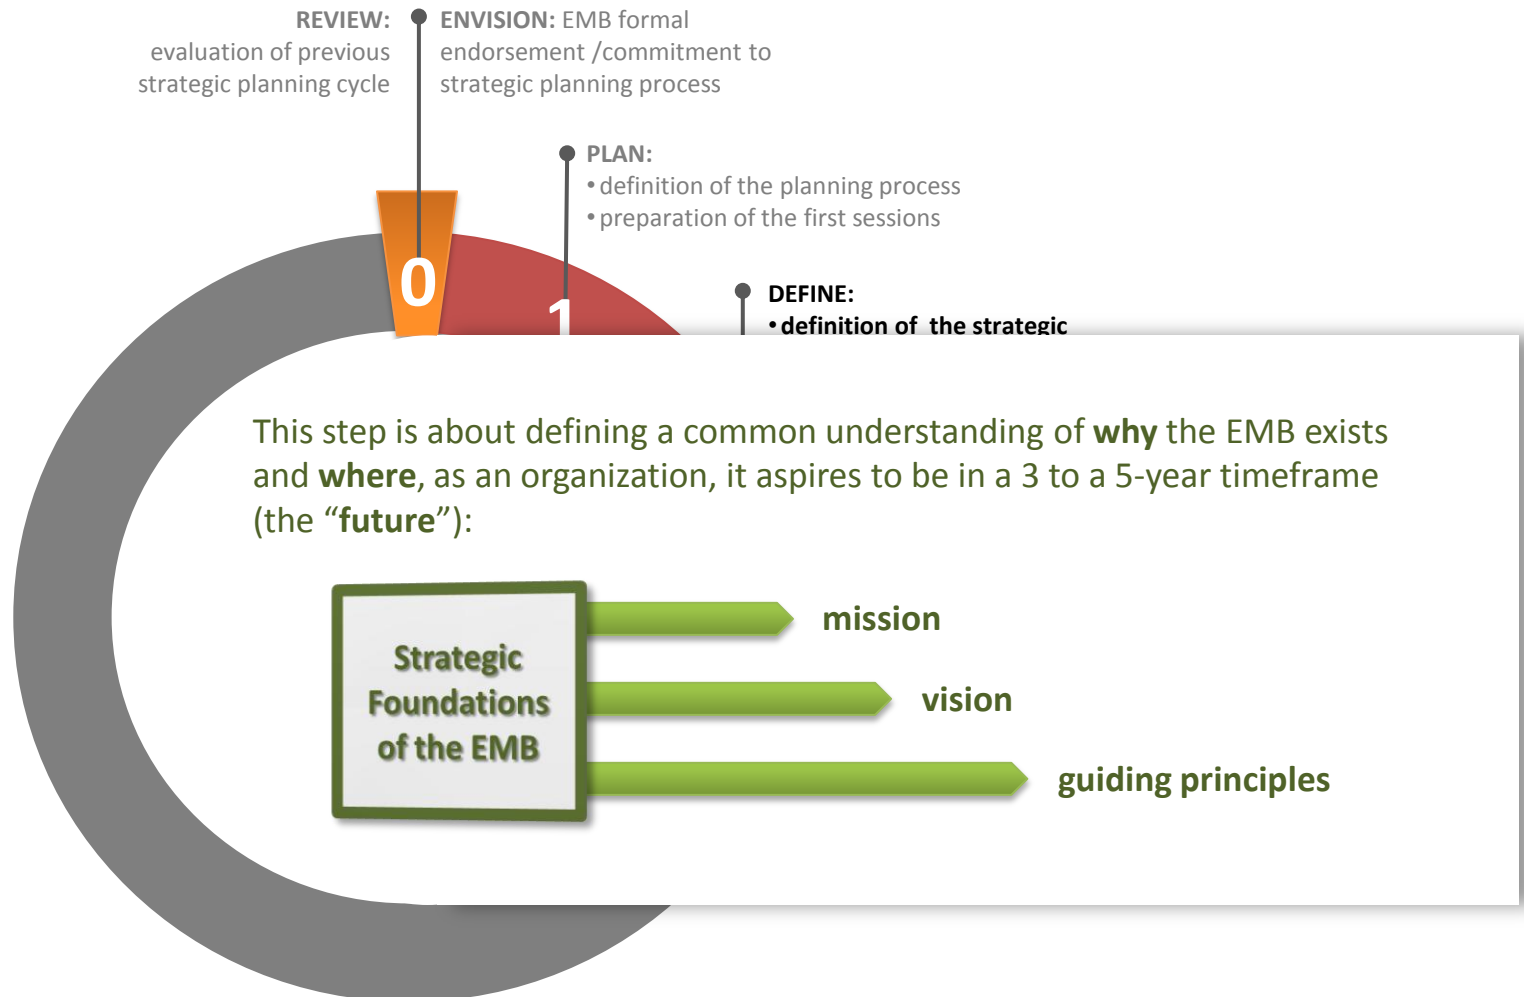 REVIEW:
evaluation of previous
strategic planning cycle
ENVISION: EMB formal
endorsement /commitment to
strategic planning process
PLAN:
• definition of the planning process
• preparation of the first sessions
0
1
DEFINE:
• definition of the strategic
This step is about defining a common understanding of why the EMB exists
and where, as an organization, it aspires to be in a 3 to a 5-year timeframe
(the “future”):
Strategic
Foundations
of the EMB
mission
vision
guiding principles